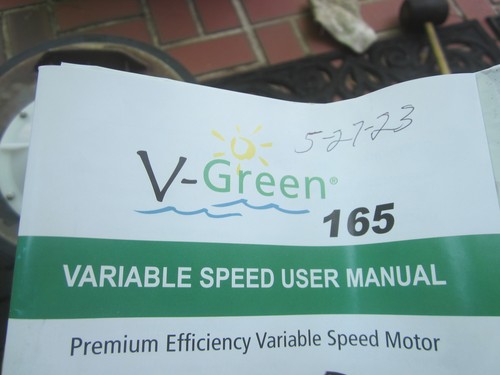 5-27-23
V-Green®
165
VARIABLE SPEED USER MANUAL
Premium Efficiency Variable Speed Motor